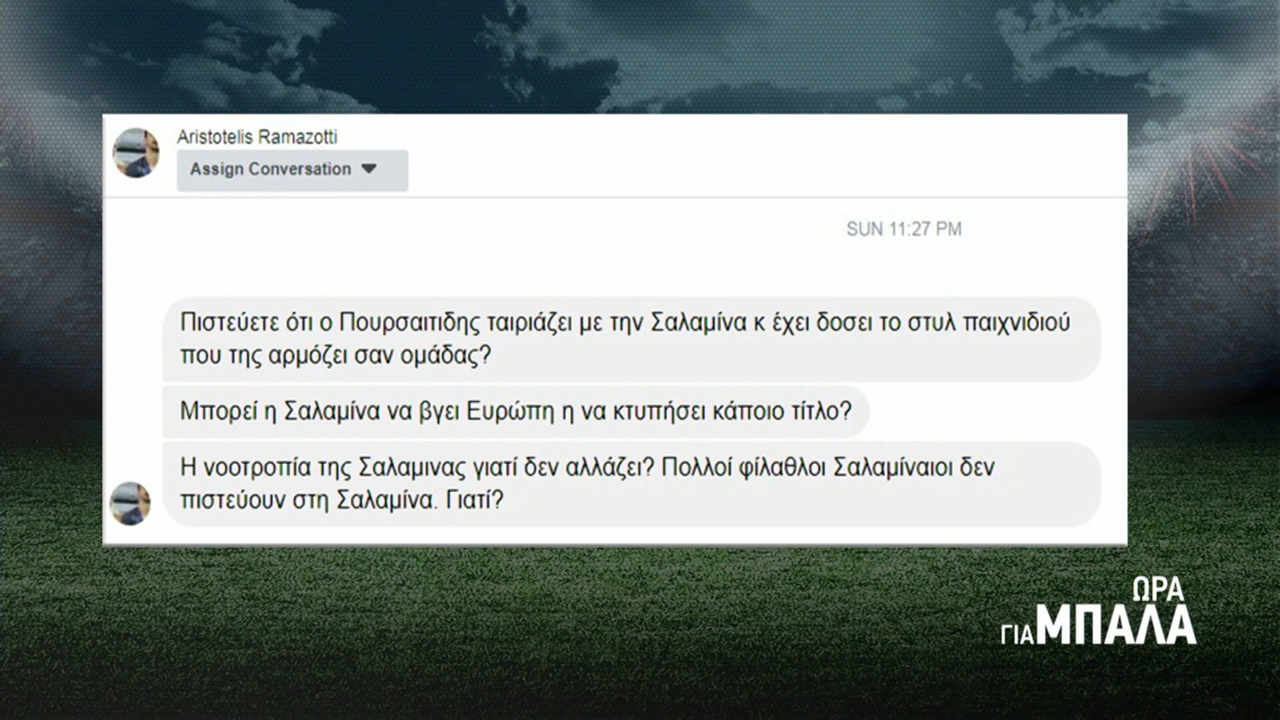 Aristotelis Ramazotti
Assign Conversation
SUN 11:27 PM
Πιστεύετε ότι ο Πουρσαιτιδης ταιριάζει με την Σαλαμίνα κ έχει δοσει το στυλ παιχνιδιού
που της αρμόζει σαν ομάδας?
Μπορεί η Σαλαμίνα να βγει Ευρώπη η να κτυπήσει κάποιο τίτλο?
Η νοοτροπία της Σαλαμινας γιατί δεν αλλάζει? Πολλοί φίλαθλοι Σαλαμίναιοι δεν
πιστεύουν στη Σαλαμίνα. Γιατί?
ΩΡΑ
ΓΙΑ ΜΠΑΛΑ